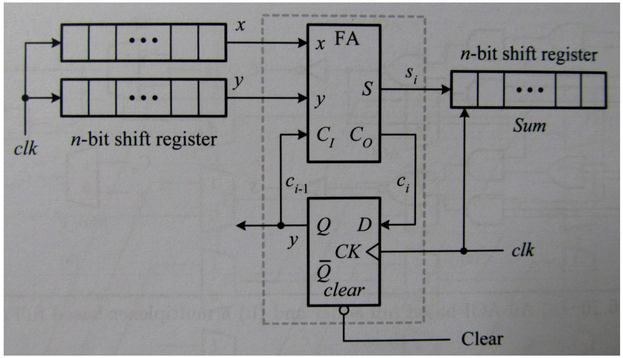 x
FA
x
n-bit shift register
S
s_i
y
y
C_I
C_O
Sum
clk
n-bit shift register
c_{i-1}
c_i
Q
D
y
CK
clk
Q̅
clear
Clear